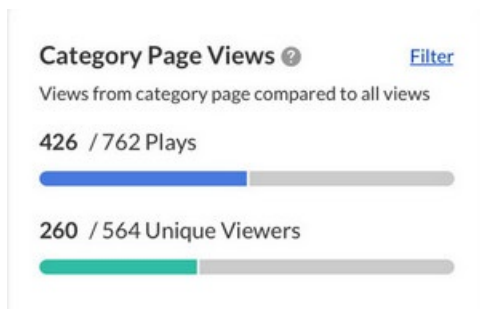 Category Page Views ? Filter
Views from category page compared to all views
426 / 762 Plays
260 / 564 Unique Viewers